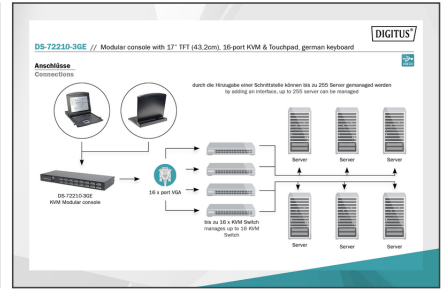 DIGITUS®
DS-72210-3GE // Modular console with 17" TFT (43,2cm), 16-port KVM & Touchpad, german keyboard
Anschlüsse
Connections
durch die Hinzugabe einer Schnittstelle können bis zu 255 Server gemanaged werden
by adding an interface, up to 255 server can be managed
Server
Server
Server
DS-72210-3GE
KVM Modular console
16 x port VGA
bis zu 16 x KVM Switch
manages up to 16 KVM
Switch
Server
Server
Server